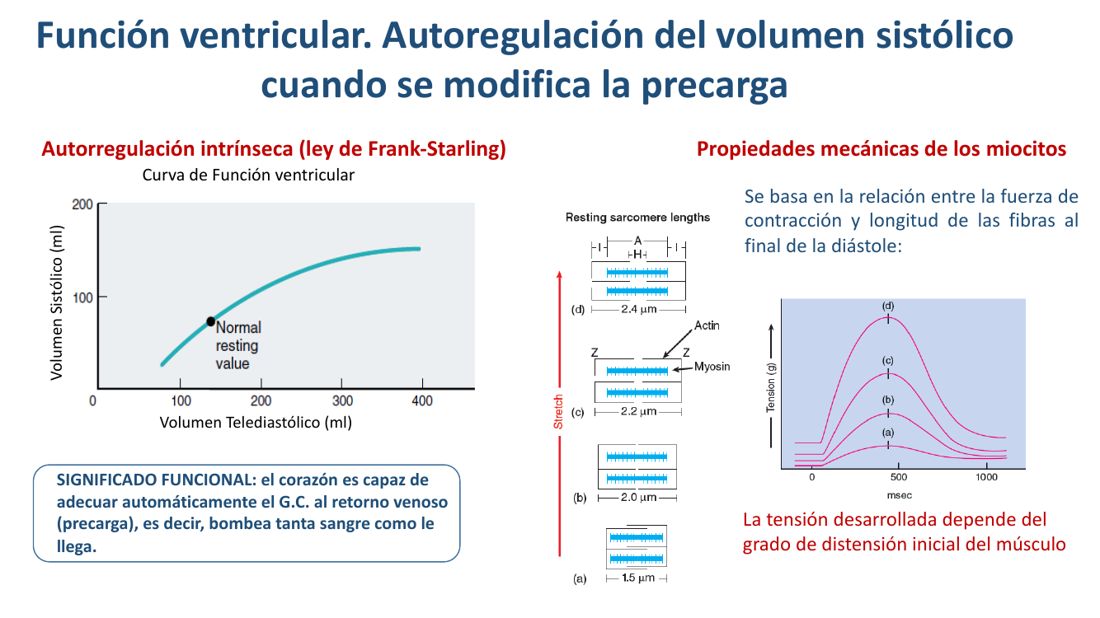 Función ventricular. Autoregulación del volumen sistólico
cuando se modifica la precarga
Autorregulación intrínseca (ley de Frank-Starling)
Curva de Función ventricular
Volumen Sistólico (ml)
200
100
Normal
resting
value
0
100
200
300
400
Volumen Telediastólico (ml)
SIGNIFICADO FUNCIONAL: el corazón es capaz de
adecuar automáticamente el G.C. al retorno venoso
(precarga), es decir, bombea tanta sangre como le
llega.
Resting sarcomere lengths
Stretch
I
A
I
H
(d)
2.4 µm
Actin
Z
Z
Myosin
(c)
2.2 µm
(b)
2.0 µm
(a)
1.5 µm
Propiedades mecánicas de los miocitos
Se basa en la relación entre la fuerza de
contracción y longitud de las fibras al
final de la diástole:
Tension (g)
(d)
(c)
(b)
(a)
0
500
1000
msec
La tensión desarrollada depende del
grado de distensión inicial del músculo